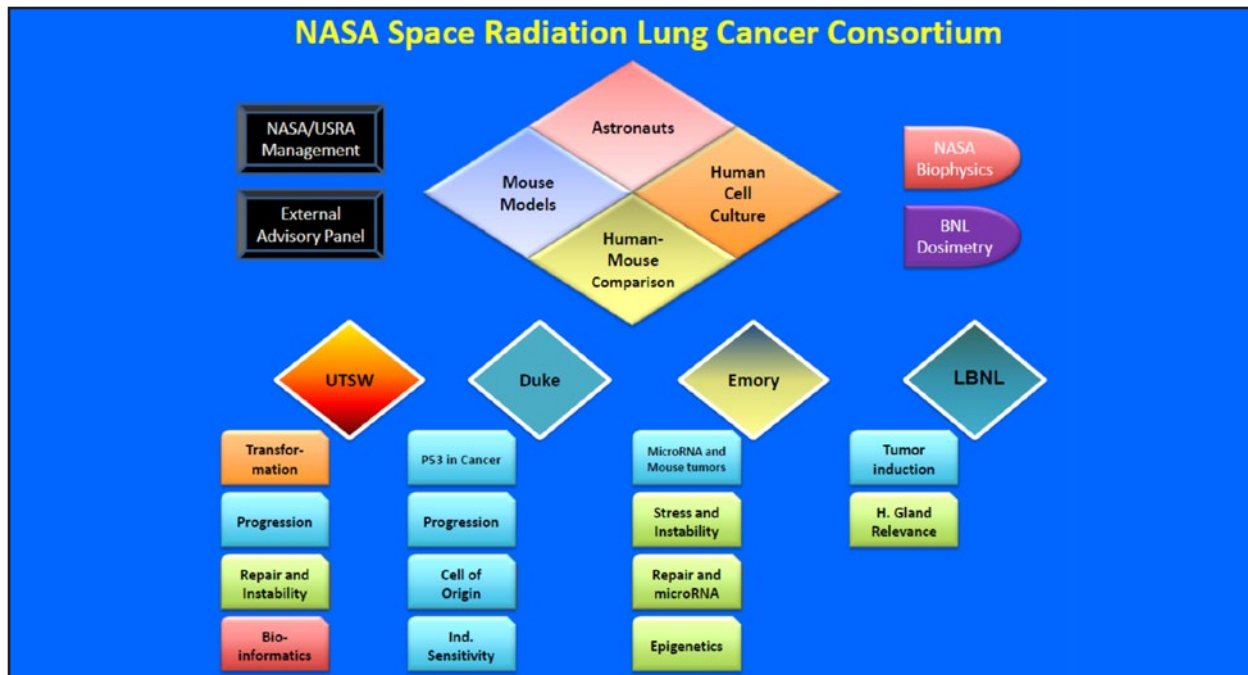 NASA Space Radiation Lung Cancer Consortium
NASA/USRA
Management
External
Advisory Panel
Astronauts
Mouse
Models
Human
Cell
Culture
Human-
Mouse
Comparison
NASA
Biophysics
BNL
Dosimetry
UTSW
Duke
Emory
LBNL
Transfor-
mation
Progression
Repair and
Instability
Bio-
informatics
P53 in Cancer
Progression
Cell of
Origin
Ind.
Sensitivity
MicroRNA and
Mouse tumors
Stress and
Instability
Repair and
microRNA
Epigenetics
Tumor
induction
H. Gland
Relevance